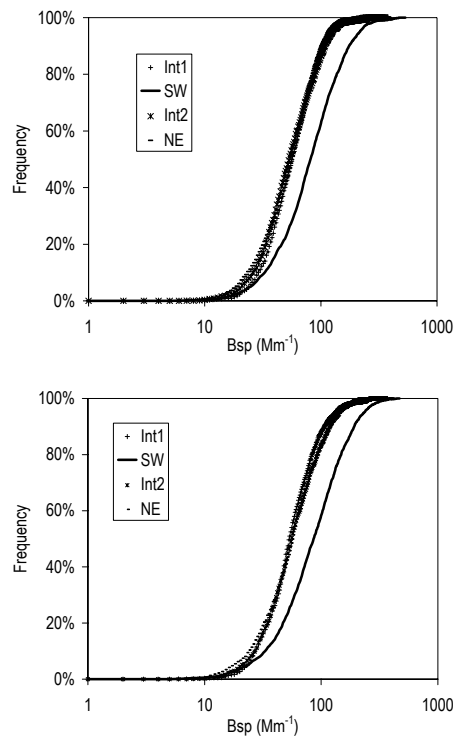 100%
80%
60%
40%
20%
0%
Frequency
Int1
SW
Int2
NE
1
10
100
1000
Bsp (Mm-1)
100%
80%
60%
40%
20%
0%
Frequency
Int1
SW
Int2
NE
1
10
100
1000
Bsp (Mm-1)